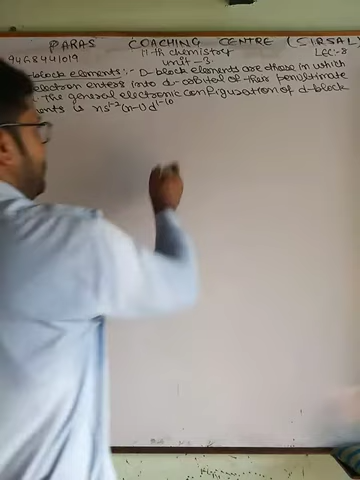 PARAS COACHING CENTRE (SIRSAL)
9468441019 11-th chemistry LEC:-8
unit -3.
-block elements:- D-block elements are those in which
electron enters into d-orbital of their penultimate
. The general electronic configuration of d-block
ents is ns¹⁻²(n-1)d¹⁻¹⁰